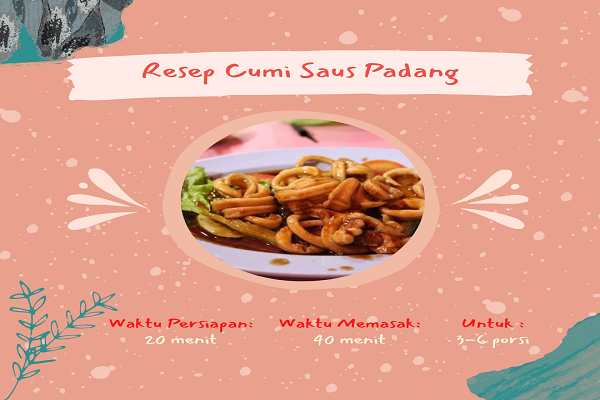 Resep Cumi Saus Padang
Waktu Persiapan: Waktu Memasak: Untuk :
20 menit 40 menit 3-6 porsi